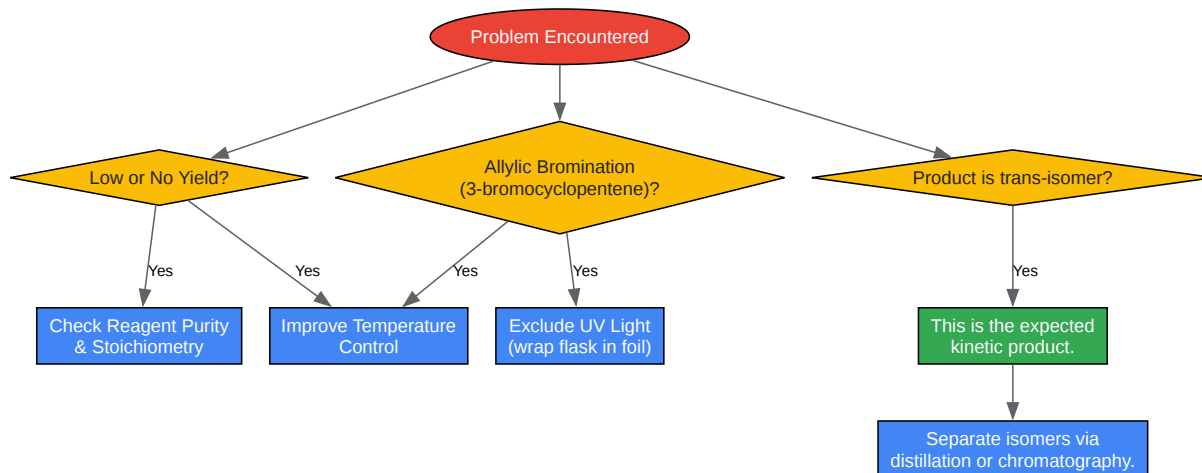 Problem Encountered
Low or No Yield?
Allylic Bromination
(3-bromocyclopentene)?
Product is trans-isomer?
Yes
Yes
Yes
Yes
Yes
Check Reagent Purity
& Stoichiometry
Improve Temperature
Control
Exclude UV Light
(wrap flask in foil)
This is the expected
kinetic product.
Separate isomers via
distillation or chromatography.